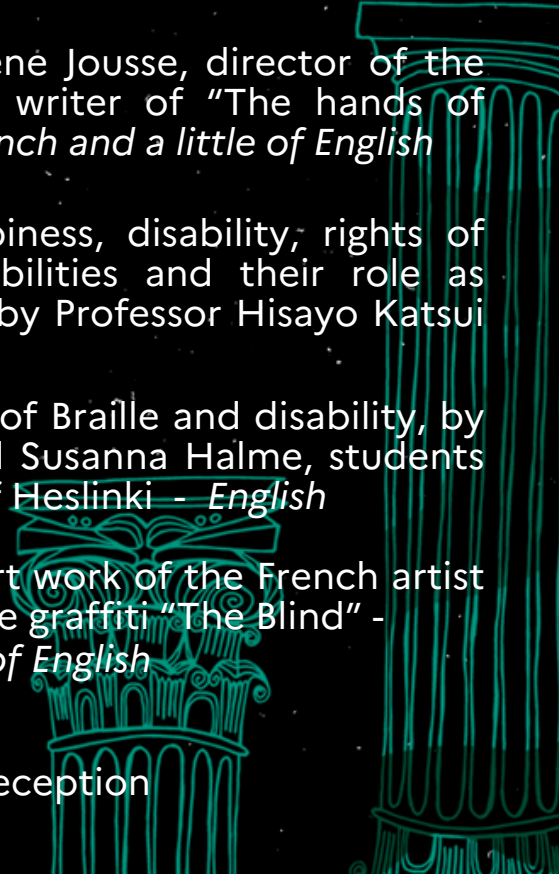 ene Jousse, director of the
writer of “The hands of
nch and a little of English
piness, disability, rights of
bilities and their role as
by Professor Hisayo Katsui
of Braille and disability, by
Susanna Halme, students
f Heslinki - English
rt work of the French artist
e graffiti “The Blind” -
of English
eception